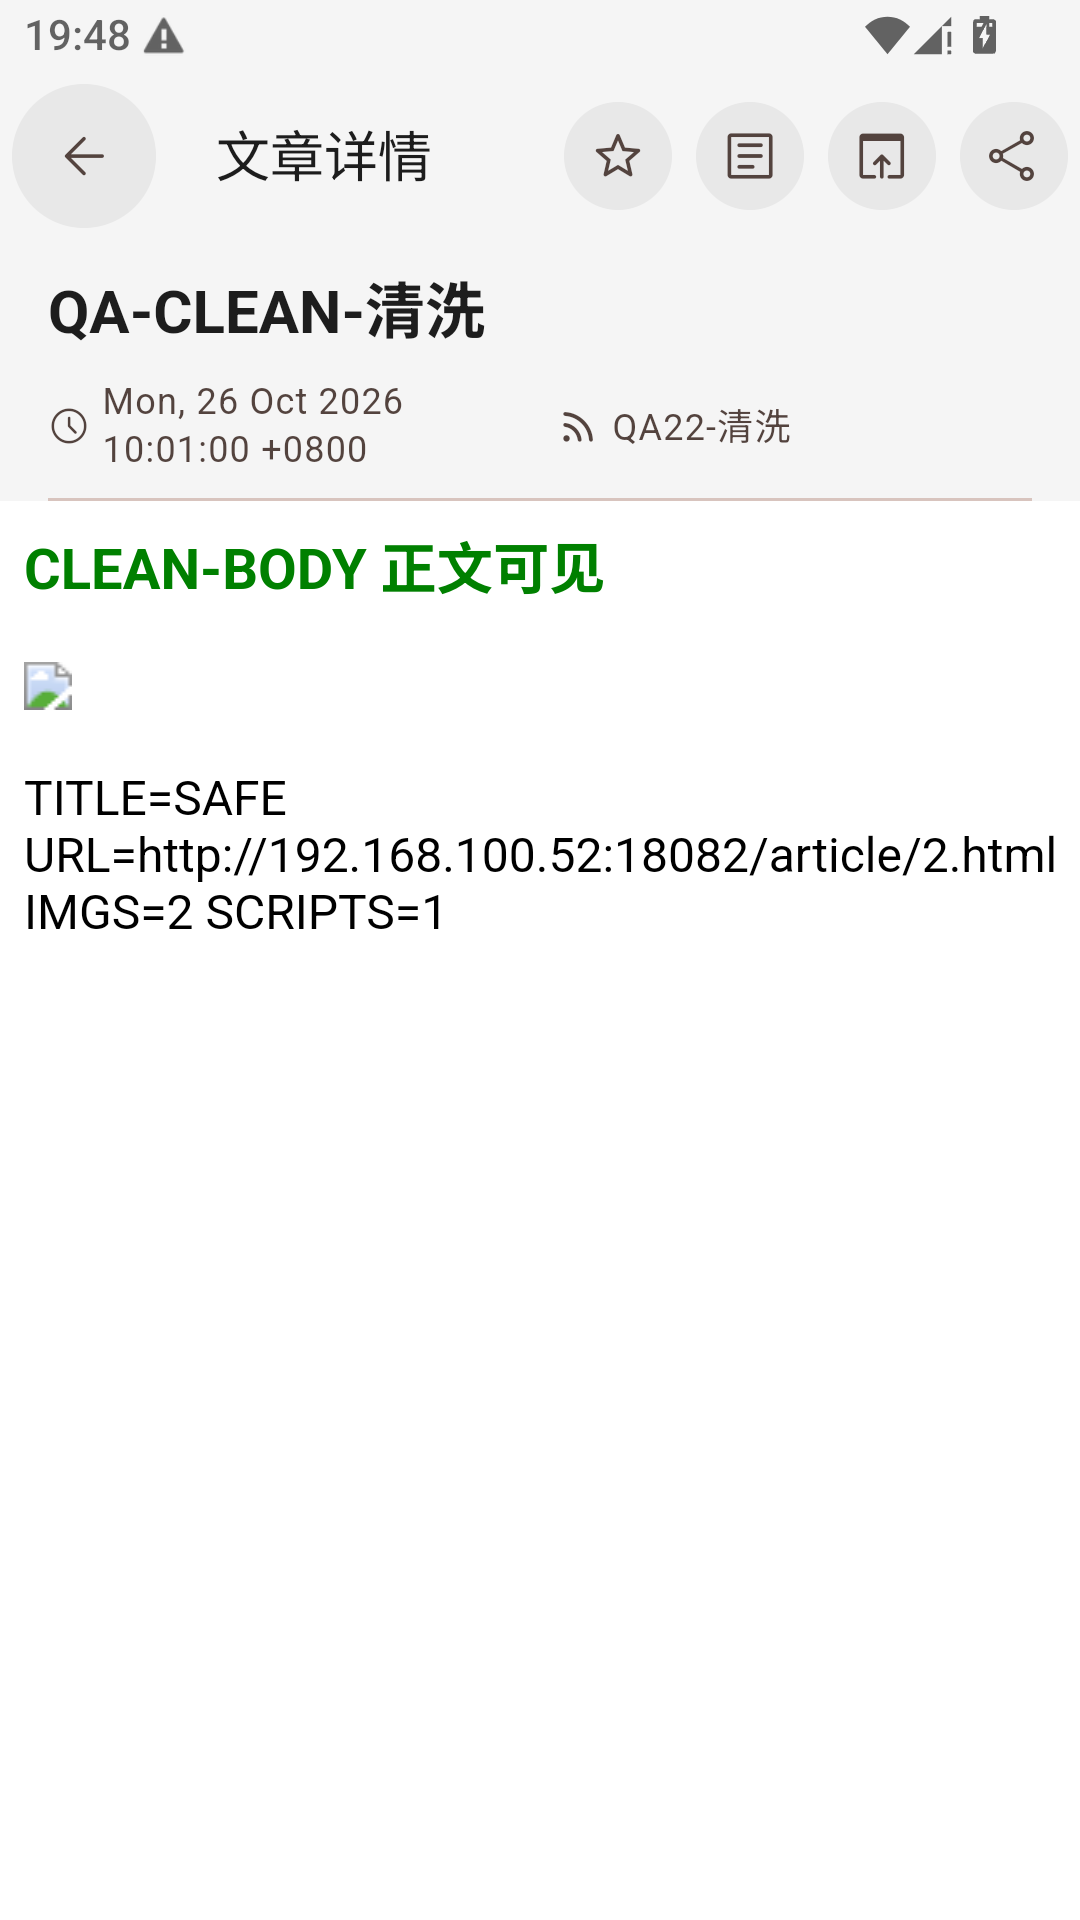 19:48
文章详情
QA-CLEAN-清洗
Mon, 26 Oct 2026
10:01:00 +0800
QA22-清洗
CLEAN-BODY 正文可见
TITLE=SAFE
URL=http://192.168.100.52:18082/article/2.html
IMGS=2 SCRIPTS=1